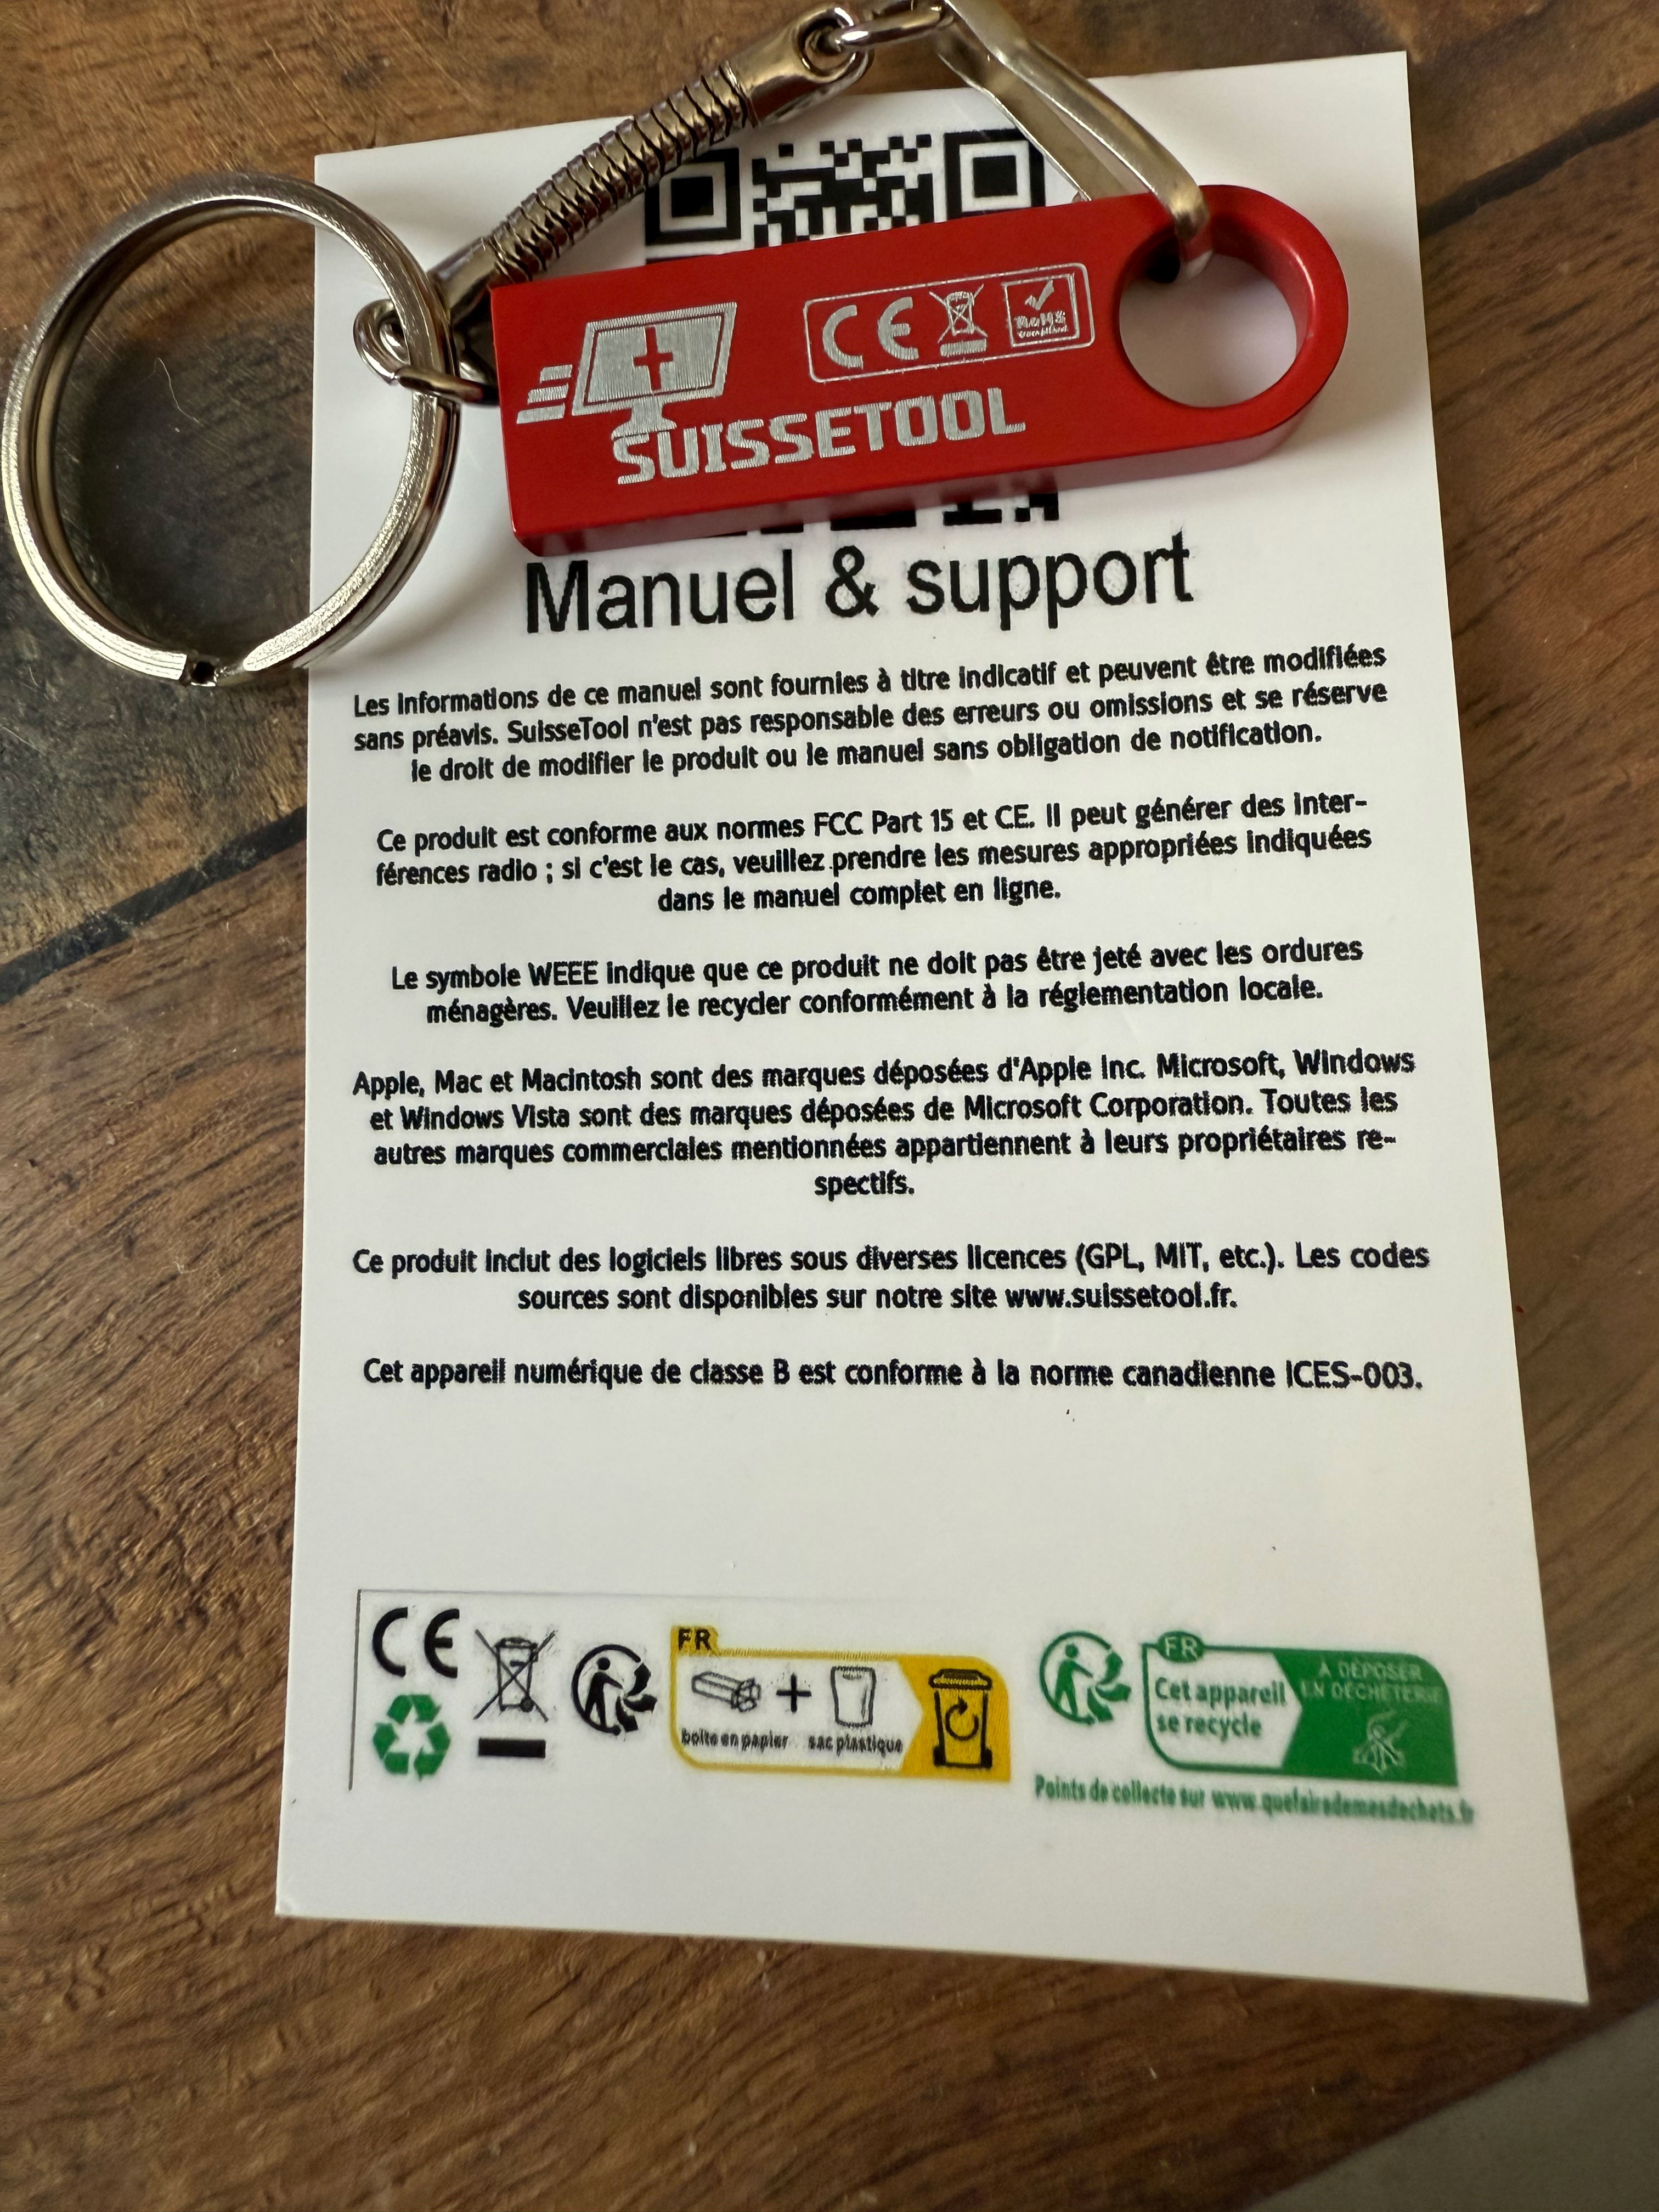 CE
RoHS
SUISSETOOL
Manuel & support
Les informations de ce manuel sont fournies à titre indicatif et peuvent être modifiées
sans préavis. SuisseTool n'est pas responsable des erreurs ou omissions et se réserve
le droit de modifier le produit ou le manuel sans obligation de notification.
Ce produit est conforme aux normes FCC Part 15 et CE. Il peut générer des inter-
férences radio ; si c'est le cas, veuillez prendre les mesures appropriées indiquées
dans le manuel complet en ligne.
Le symbole WEEE indique que ce produit ne doit pas être jeté avec les ordures
ménagères. Veuillez le recycler conformément à la réglementation locale.
Apple, Mac et Macintosh sont des marques déposées d'Apple Inc. Microsoft, Windows
et Windows Vista sont des marques déposées de Microsoft Corporation. Toutes les
autres marques commerciales mentionnées appartiennent à leurs propriétaires re-
spectifs.
Ce produit inclut des logiciels libres sous diverses licences (GPL, MIT, etc.). Les codes
sources sont disponibles sur notre site www.suissetool.fr.
Cet appareil numérique de classe B est conforme à la norme canadienne ICES-003.
CE
FR
boîte en papier + sac plastique
FR
Cet appareil
se recycle
À DÉPOSER
EN DÉCHÈTERIE
Points de collecte sur www.quefairedemesdechets.fr